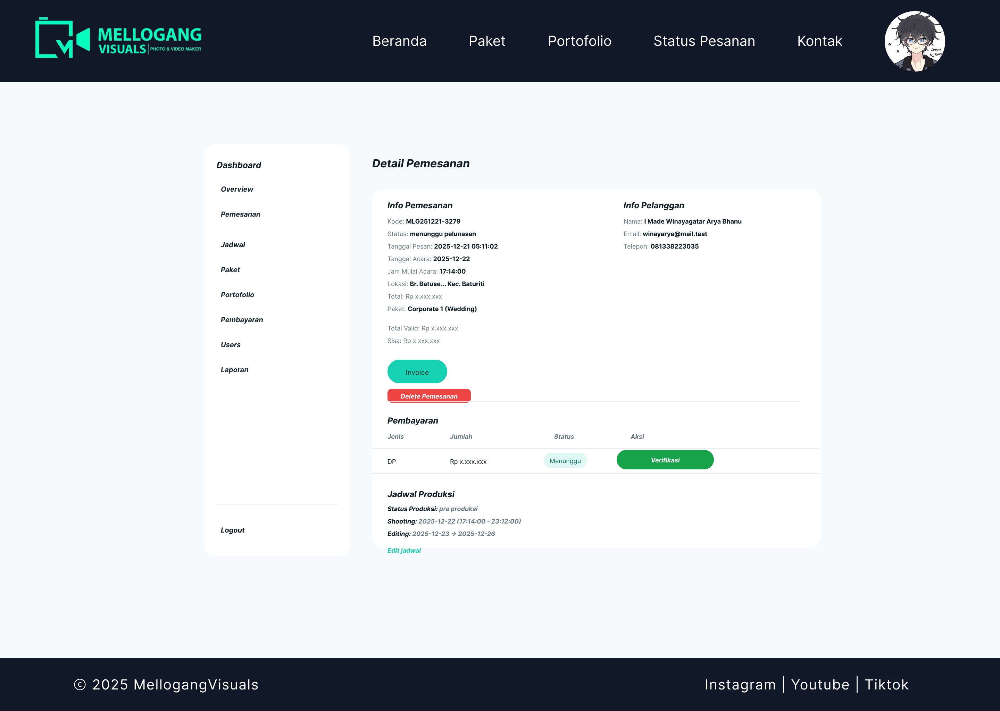 MELLOGANG
VISUALS | PHOTO & VIDEO MAKER
Beranda Paket Portofolio Status Pesanan Kontak
Jenius
Boy
Dashboard
Overview
Pemesanan
Jadwal
Paket
Portofolio
Pembayaran
Users
Laporan
Logout
Detail Pemesanan
Info Pemesanan
Kode: MLG251221-3279
Status: menunggu pelunasan
Tanggal Pesan: 2025-12-21 05:11:02
Tanggal Acara: 2025-12-22
Jam Mulai Acara: 17:14:00
Lokasi: Br. Batuse... Kec. Baturiti
Total: Rp x.xxx.xxx
Paket: Corporate 1 (Wedding)
Total Valid: Rp x.xxx.xxx
Sisa: Rp x.xxx.xxx
Invoice
Delete Pemesanan
Info Pelanggan
Nama: I Made Winayagatar Arya Bhanu
Email: winayarya@mail.test
Telepon: 081338223035
Pembayaran
Jenis Jumlah Status Aksi
DP Rp x.xxx.xxx Menunggu Verifikasi
Jadwal Produksi
Status Produksi: pra produksi
Shooting: 2025-12-22 (17:14:00 - 23:12:00)
Editing: 2025-12-23 → 2025-12-26
Edit jadwal
© 2025 MellogangVisuals
Instagram | Youtube | Tiktok